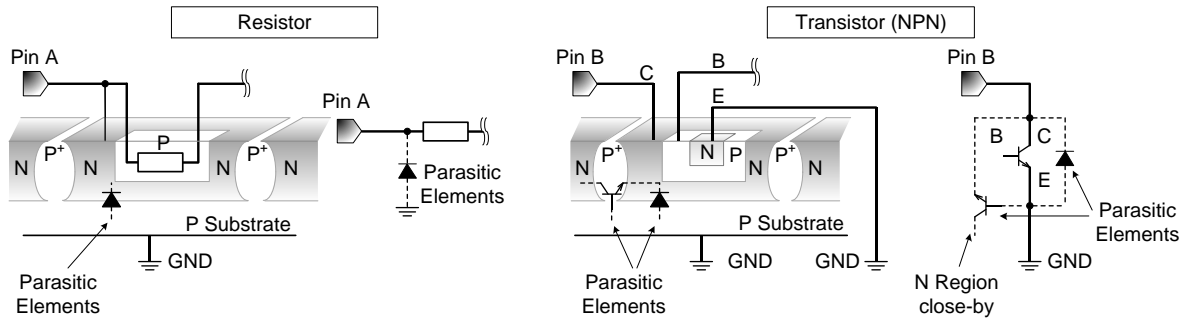 Resistor
Transistor (NPN)
Pin A
Pin A
N
P+
N
P
N
P+
N
Parasitic
Elements
P Substrate
GND
Parasitic
Elements
Pin B
C
B
E
N
P+
N
N
P
N
P+
N
P Substrate
GND
GND
Parasitic
Elements
Pin B
B
C
E
Parasitic
Elements
GND
N Region
close-by